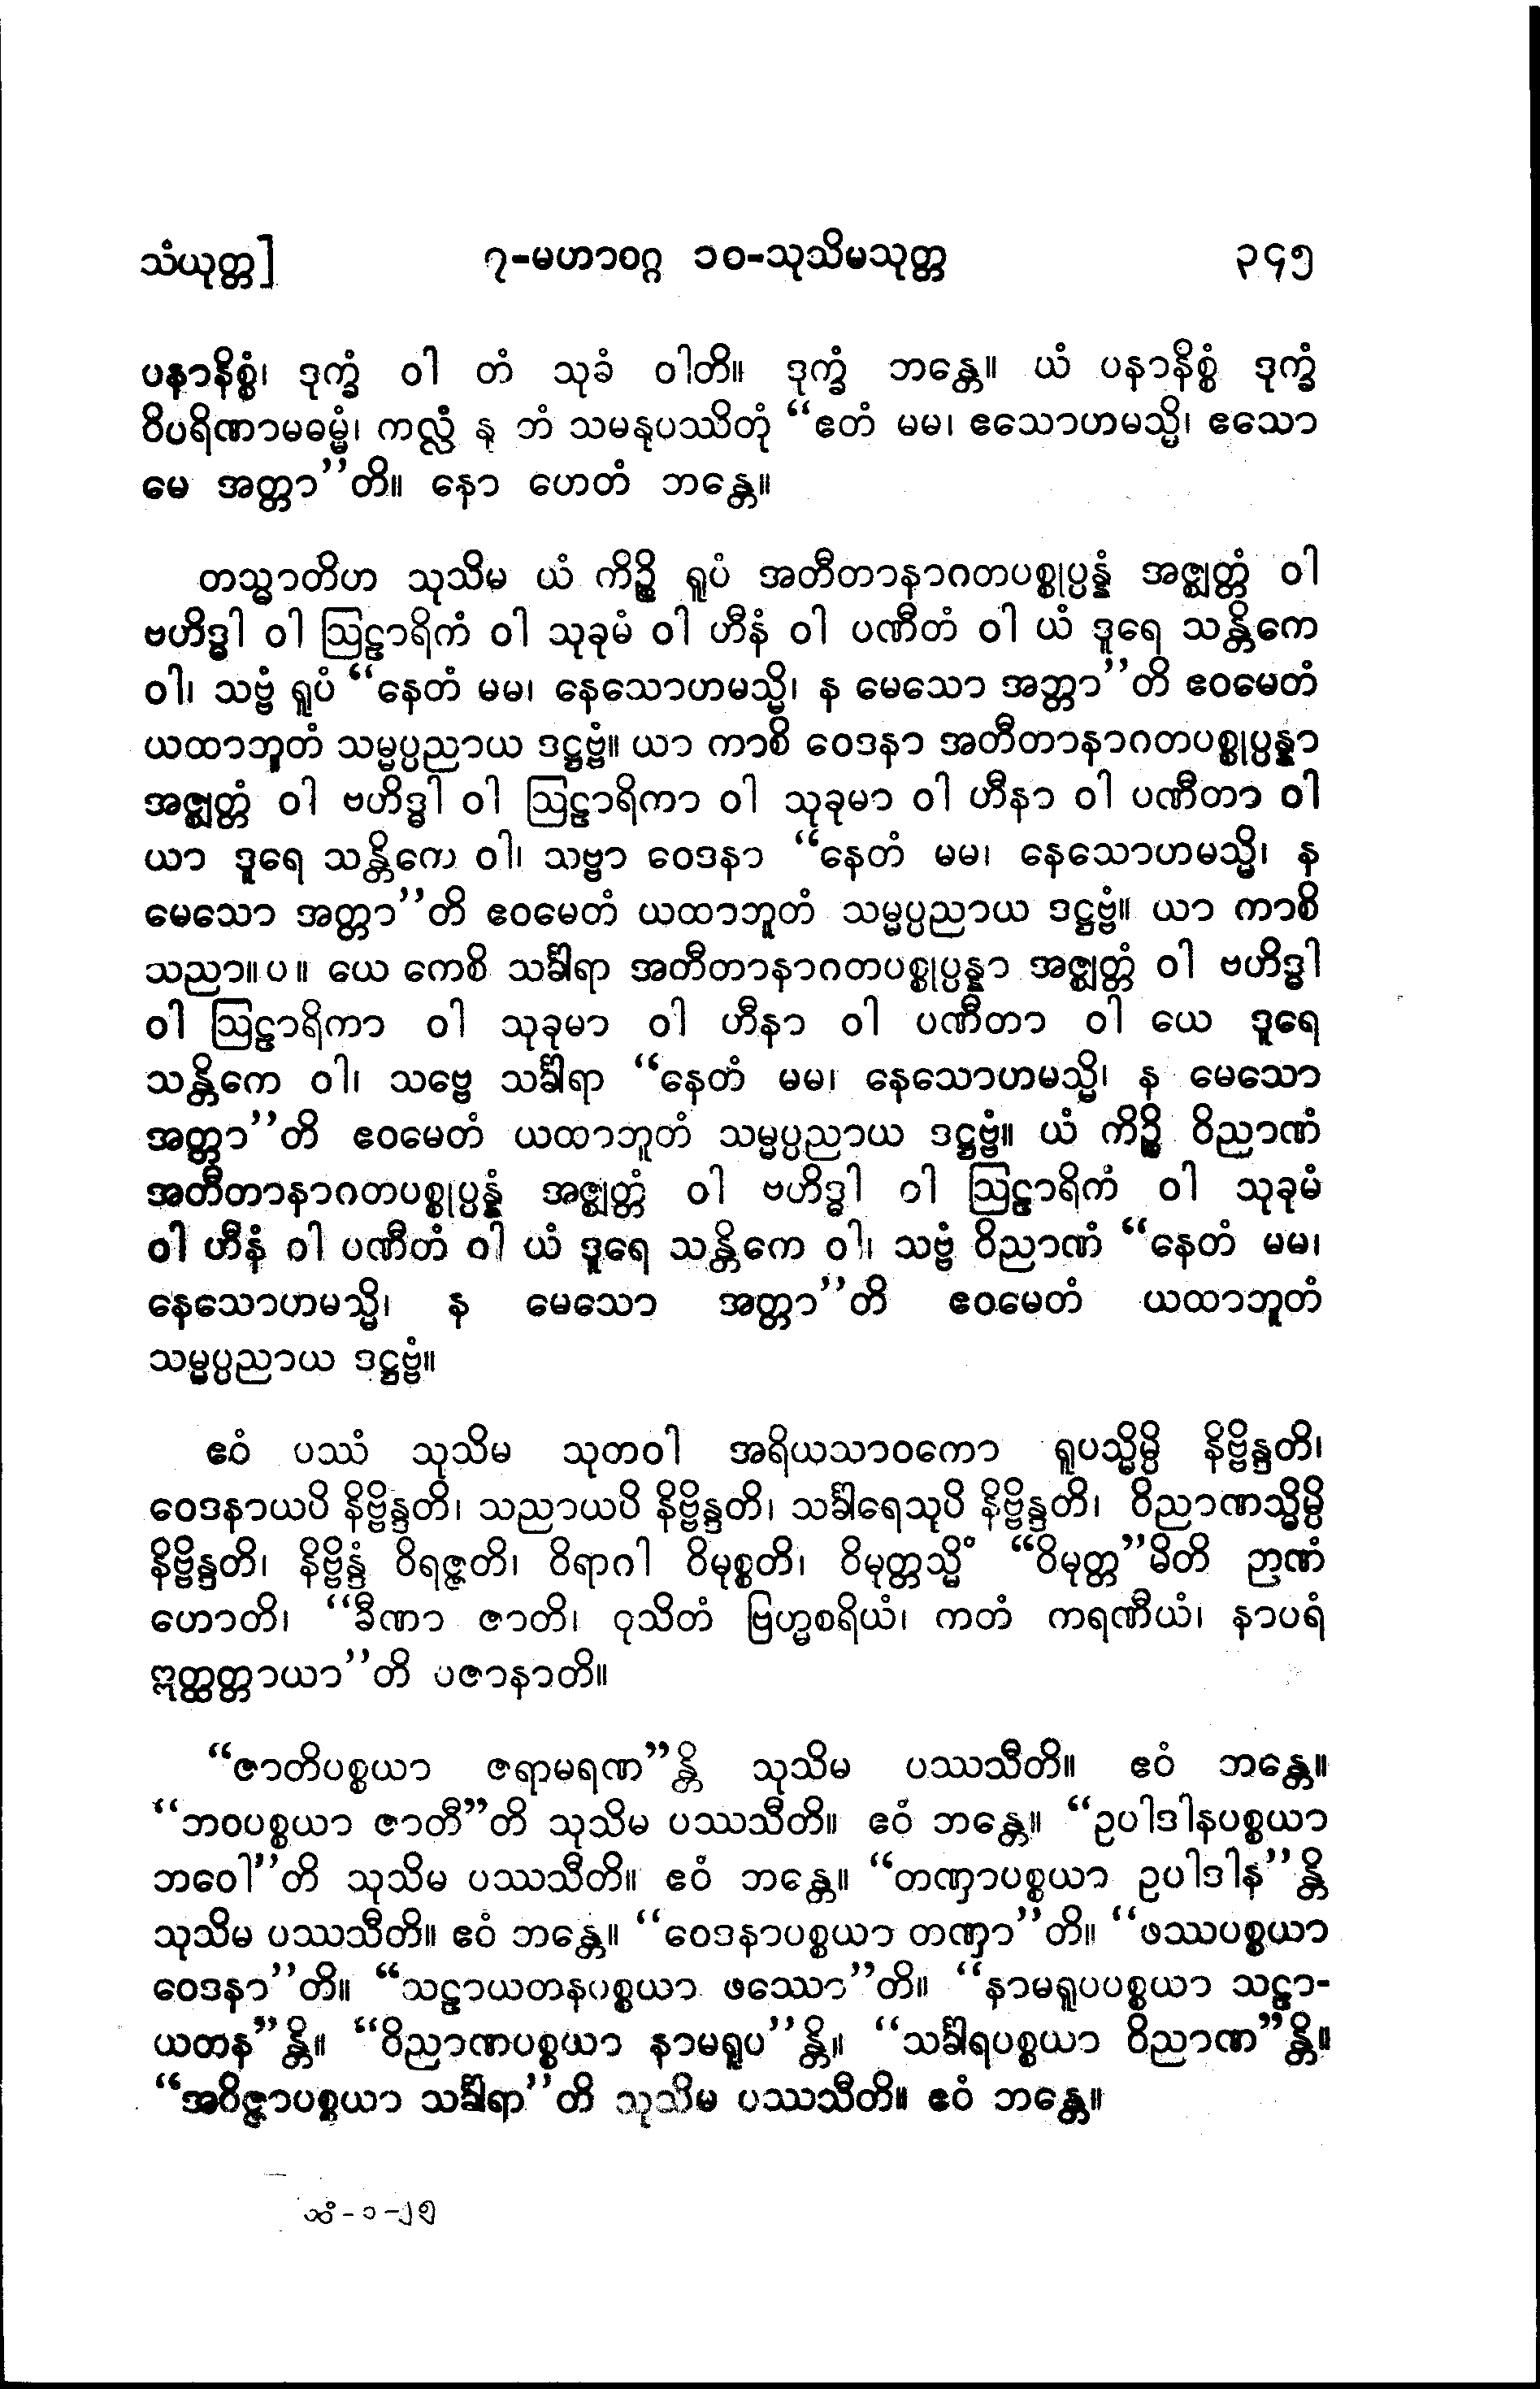 သံယုတ္တ]
၇-မဟာဝဂ္ဂ ၁၀-သုသိမသုတ္တ
၃၄၅
ပနာနိစ္စံ၊ ဒုက္ခံ ဝါ တံ သုခံ ဝါတိ။ ဒုက္ခံ ဘန္တေ။ ယံ ပနာနိစ္စံ ဒုက္ခံ
ဝိပရိဏာမဓမ္မံ၊ ကလ္လံ နု ဘံ သမနုပဿိတုံ “ဧတံ မမ၊ ဧသောဟမသ္မိ၊ ဧသော
မေ အတ္တာ”တိ။ နော ဟေတံ ဘန္တေ။
တသ္မာတိဟ သုသိမ ယံ ကိဉ္စိ ရူပံ အတီတာနာဂတပစ္စုပ္ပန္နံ အဇ္ဈတ္တံ ဝါ
ဗဟိဒ္ဓါ ဝါ ဩဠာရိကံ ဝါ သုခုမံ ဝါ ဟီနံ ဝါ ပဏီတံ ဝါ ယံ ဒူရေ သန္တိကေ
ဝါ၊ သဗ္ဗံ ရူပံ “နေတံ မမ၊ နေသောဟမသ္မိ၊ န မေသော အတ္တာ”တိ ဧဝမေတံ
ယထာဘူတံ သမ္မပ္ပညာယ ဒဋ္ဌဗ္ဗံ။ ယာ ကာစိ ဝေဒနာ အတီတာနာဂတပစ္စုပ္ပန္နာ
အဇ္ဈတ္တံ ဝါ ဗဟိဒ္ဓါ ဝါ ဩဠာရိကာ ဝါ သုခုမာ ဝါ ဟီနာ ဝါ ပဏီတာ ဝါ
ယာ ဒူရေ သန္တိကေ ဝါ၊ သဗ္ဗာ ဝေဒနာ “နေတံ မမ၊ နေသောဟမသ္မိ၊ န
မေသော အတ္တာ”တိ ဧဝမေတံ ယထာဘူတံ သမ္မပ္ပညာယ ဒဋ္ဌဗ္ဗံ။ ယာ ကာစိ
သညာ။ ပ။ ယေ ကေစိ သင်္ခါရာ အတီတာနာဂတပစ္စုပ္ပန္နာ အဇ္ဈတ္တံ ဝါ ဗဟိဒ္ဓါ
ဝါ ဩဠာရိကာ ဝါ သုခုမာ ဝါ ဟီနာ ဝါ ပဏီတာ ဝါ ယေ ဒူရေ
သန္တိကေ ဝါ၊ သဗ္ဗေ သင်္ခါရာ “နေတံ မမ၊ နေသောဟမသ္မိ၊ န မေသော
အတ္တာ”တိ ဧဝမေတံ ယထာဘူတံ သမ္မပ္ပညာယ ဒဋ္ဌဗ္ဗံ။ ယံ ကိဉ္စိ ဝိညာဏံ
အတီတာနာဂတပစ္စုပ္ပန္နံ အဇ္ဈတ္တံ ဝါ ဗဟိဒ္ဓါ ဝါ ဩဠာရိကံ ဝါ သုခုမံ
ဝါ ဟီနံ ဝါ ပဏီတံ ဝါ ယံ ဒူရေ သန္တိကေ ဝါ၊ သဗ္ဗံ ဝိညာဏံ “နေတံ မမ၊
နေသောဟမသ္မိ၊ န မေသော အတ္တာ”တိ ဧဝမေတံ ယထာဘူတံ
သမ္မပ္ပညာယ ဒဋ္ဌဗ္ဗံ။
ဧဝံ ပဿံ သုသိမ သုတဝါ အရိယသာဝကော ရူပသ္မိမ္ပိ နိဗ္ဗိန္ဒတိ၊
ဝေဒနာယပိ နိဗ္ဗိန္ဒတိ၊ သညာယပိ နိဗ္ဗိန္ဒတိ၊ သင်္ခါရေသုပိ နိဗ္ဗိန္ဒတိ၊ ဝိညာဏသ္မိမ္ပိ
နိဗ္ဗိန္ဒတိ၊ နိဗ္ဗိန္ဒံ ဝိရဇ္ဇတိ၊ ဝိရာဂါ ဝိမုစ္စတိ၊ ဝိမုတ္တသ္မိံ “ဝိမုတ္တ”မိတိ ဉာဏံ
ဟောတိ၊ “ခီဏာ ဇာတိ၊ ဝုသိတံ ဗြဟ္မစရိယံ၊ ကတံ ကရဏီယံ၊ နာပရံ
ဣတ္ထတ္တာယာ”တိ ပဇာနာတိ။
“ဇာတိပစ္စယာ ဇရာမရဏ”န္တိ သုသိမ ပဿသီတိ။ ဧဝံ ဘန္တေ။
“ဘဝပစ္စယာ ဇာတီ”တိ သုသိမ ပဿသီတိ။ ဧဝံ ဘန္တေ။ “ဥပါဒါနပစ္စယာ
ဘဝေါ”တိ သုသိမ ပဿသီတိ။ ဧဝံ ဘန္တေ။ “တဏှာပစ္စယာ ဥပါဒါန”န္တိ
သုသိမ ပဿသီတိ။ ဧဝံ ဘန္တေ။ “ဝေဒနာပစ္စယာ တဏှာ”တိ။ “ဖဿပစ္စယာ
ဝေဒနာ”တိ။ “သဠာယတနပစ္စယာ ဖဿော”တိ။ “နာမရူပပစ္စယာ သဠာ-
ယတန”န္တိ။ “ဝိညာဏပစ္စယာ နာမရူပ”န္တိ။ “သင်္ခါရပစ္စယာ ဝိညာဏ”န္တိ။
“အဝိဇ္ဇာပစ္စယာ သင်္ခါရာ”တိ သုသိမ ပဿသီတိ။ ဧဝံ ဘန္တေ။
သံ-၁-၂၅